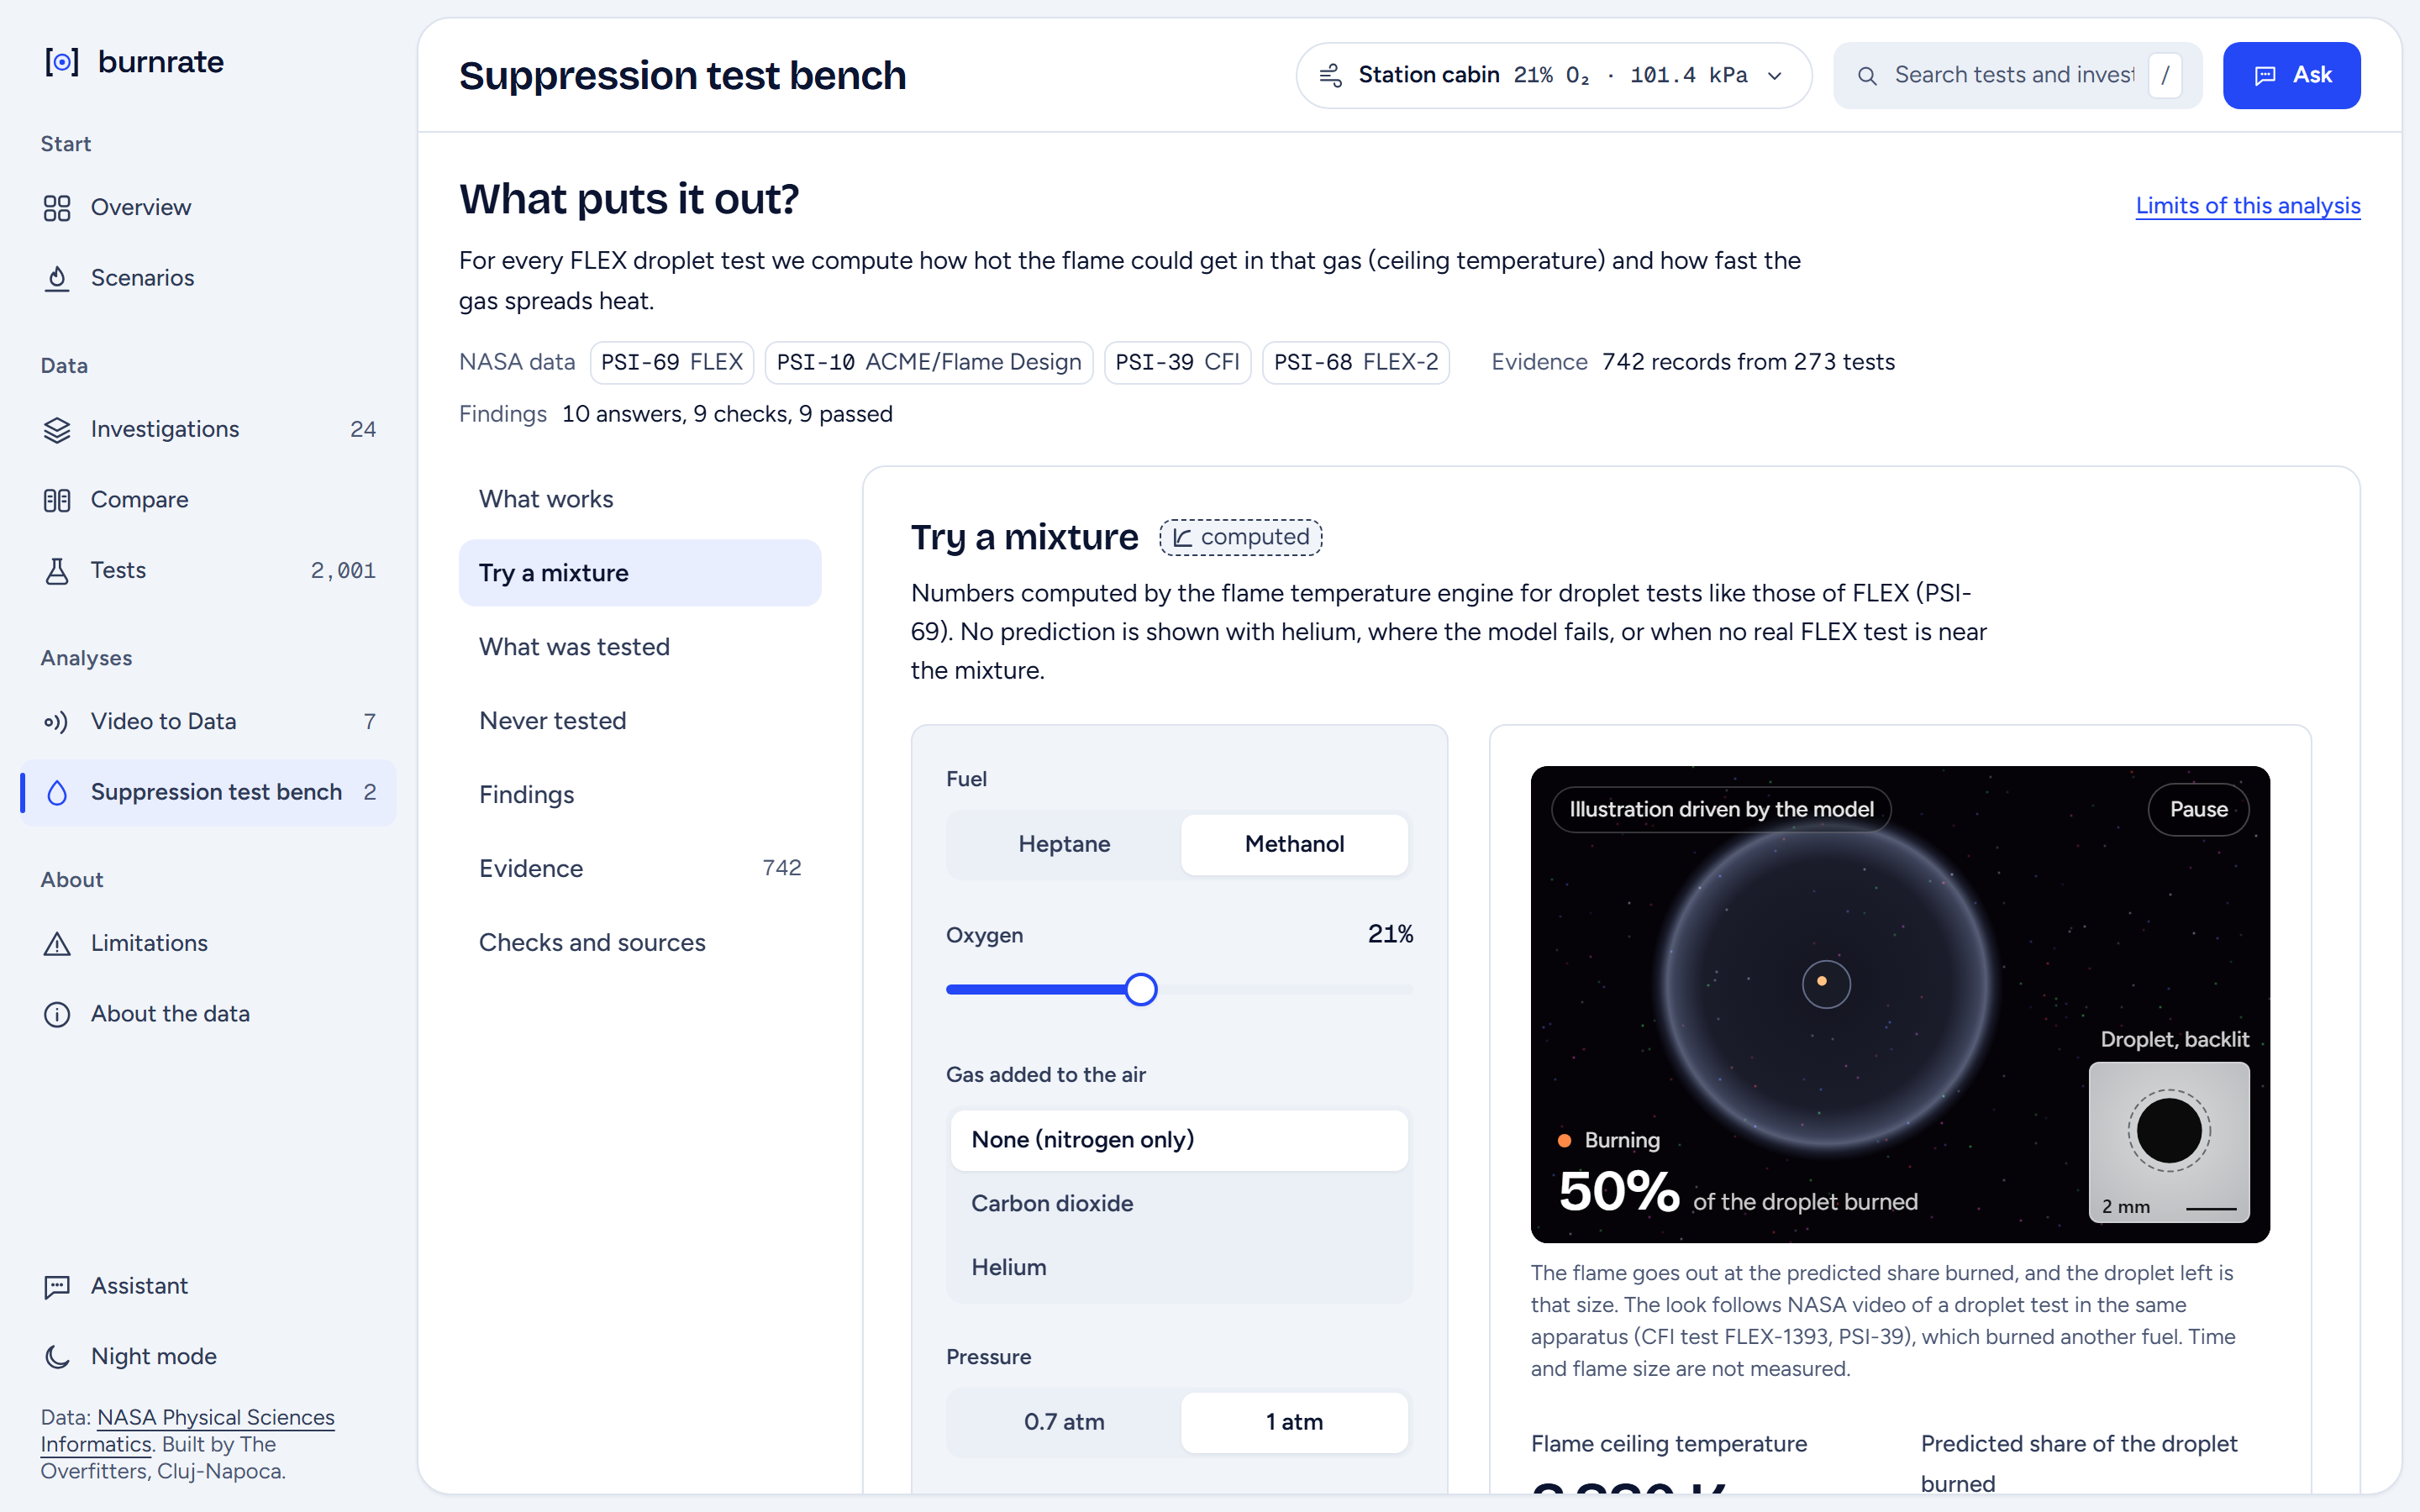 burnrate
Start
Overview
Scenarios
Data
Investigations 24
Compare
Tests 2,001
Analyses
Video to Data 7
Suppression test bench 2
About
Limitations
About the data
Assistant
Night mode
Data: NASA Physical Sciences
Informatics. Built by The
Overfitters, Cluj-Napoca.
Suppression test bench
Station cabin 21% O₂ · 101.4 kPa
Search tests and invest
/
Ask
What puts it out?
Limits of this analysis
For every FLEX droplet test we compute how hot the flame could get in that gas (ceiling temperature) and how fast the
gas spreads heat.
NASA data PSI-69 FLEX PSI-10 ACME/Flame Design PSI-39 CFI PSI-68 FLEX-2 Evidence 742 records from 273 tests
Findings 10 answers, 9 checks, 9 passed
What works
Try a mixture
What was tested
Never tested
Findings
Evidence 742
Checks and sources
Try a mixture computed
Numbers computed by the flame temperature engine for droplet tests like those of FLEX (PSI-
69). No prediction is shown with helium, where the model fails, or when no real FLEX test is near
the mixture.
Fuel
Heptane Methanol
Oxygen 21%
Gas added to the air
None (nitrogen only)
Carbon dioxide
Helium
Pressure
0.7 atm 1 atm
Illustration driven by the model
Pause
Droplet, backlit
2 mm
Burning
50% of the droplet burned
The flame goes out at the predicted share burned, and the droplet left is
that size. The look follows NASA video of a droplet test in the same
apparatus (CFI test FLEX-1393, PSI-39), which burned another fuel. Time
and flame size are not measured.
Flame ceiling temperature
Predicted share of the droplet
burned